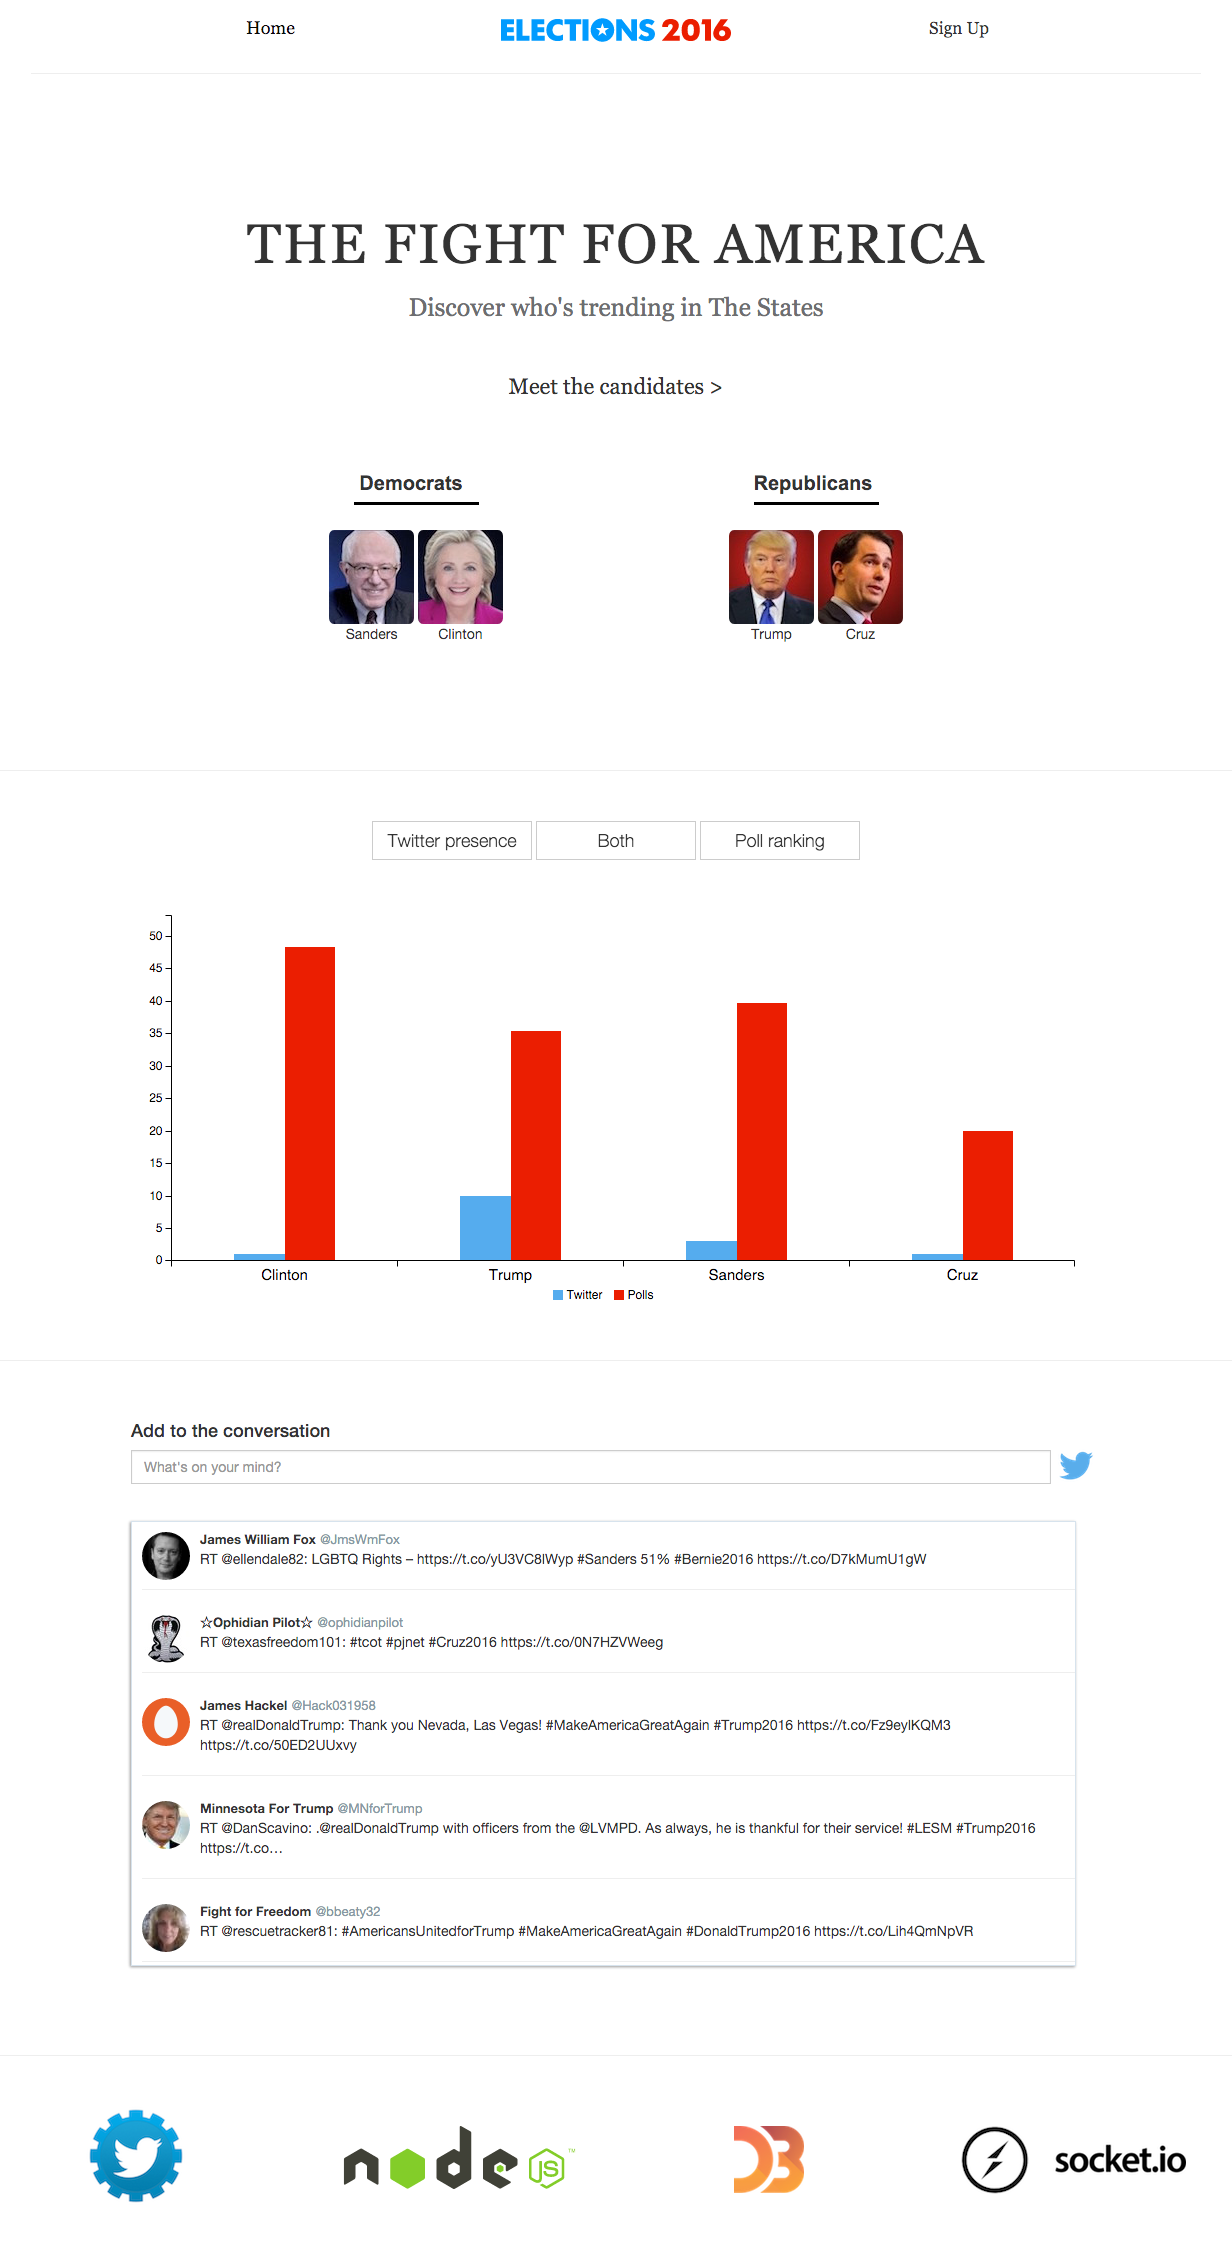 Home
ELECTIONS 2016
Sign Up
THE FIGHT FOR AMERICA
Discover who's trending in The States
Meet the candidates >
Democrats
Republicans
Sanders
Clinton
Trump
Cruz
Twitter presence
Both
Poll ranking
50
45
40
35
30
25
20
15
10
5
0
Clinton
Trump
Sanders
Cruz
Twitter
Polls
Add to the conversation
What's on your mind?
James William Fox @JmsWmFox
RT @ellendale82: LGBTQ Rights – https://t.co/yU3VC8lWyp #Sanders 51% #Bernie2016 https://t.co/D7kMumU1gW
☆Ophidian Pilot☆ @ophidianpilot
RT @texasfreedom101: #tcot #pjnet #Cruz2016 https://t.co/0N7HZVWeeg
James Hackel @Hack031958
RT @realDonaldTrump: Thank you Nevada, Las Vegas! #MakeAmericaGreatAgain #Trump2016 https://t.co/Fz9eylKQM3
https://t.co/50ED2UUxvy
Minnesota For Trump @MNforTrump
RT @DanScavino: .@realDonaldTrump with officers from the @LVMPD. As always, he is thankful for their service! #LESM #Trump2016
https://t.co…
Fight for Freedom @bbeaty32
RT @rescuetracker81: #AmericansUnitedforTrump #MakeAmericaGreatAgain #DonaldTrump2016 https://t.co/Lih4QmNpVR
node JS™
D3
socket.io